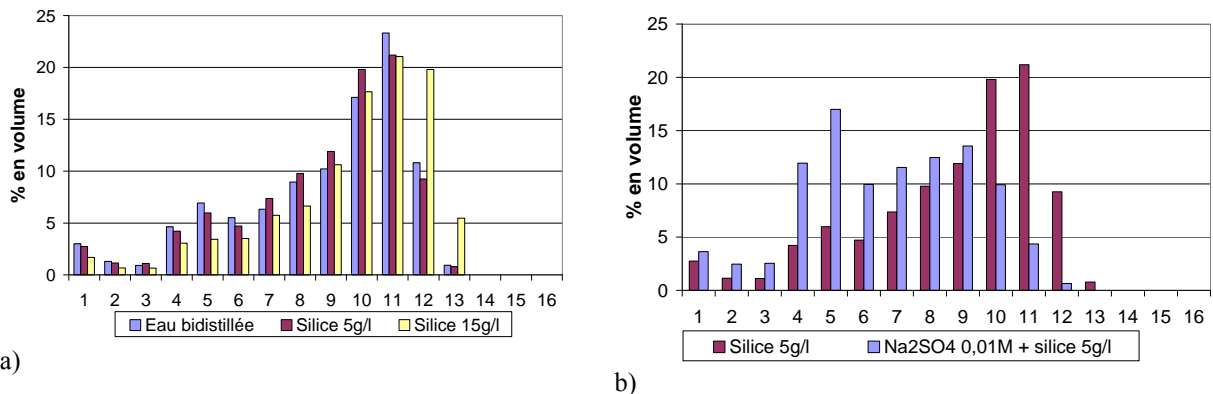 25
20
15
10
5
0
% en volume
1 2 3 4 5 6 7 8 9 10 11 12 13 14 15 16
Eau bidistillée Silice 5g/l Silice 15g/l
a)
25
20
15
10
5
0
% en volume
1 2 3 4 5 6 7 8 9 10 11 12 13 14 15 16
Silice 5g/l Na2SO4 0,01M + silice 5g/l
b)